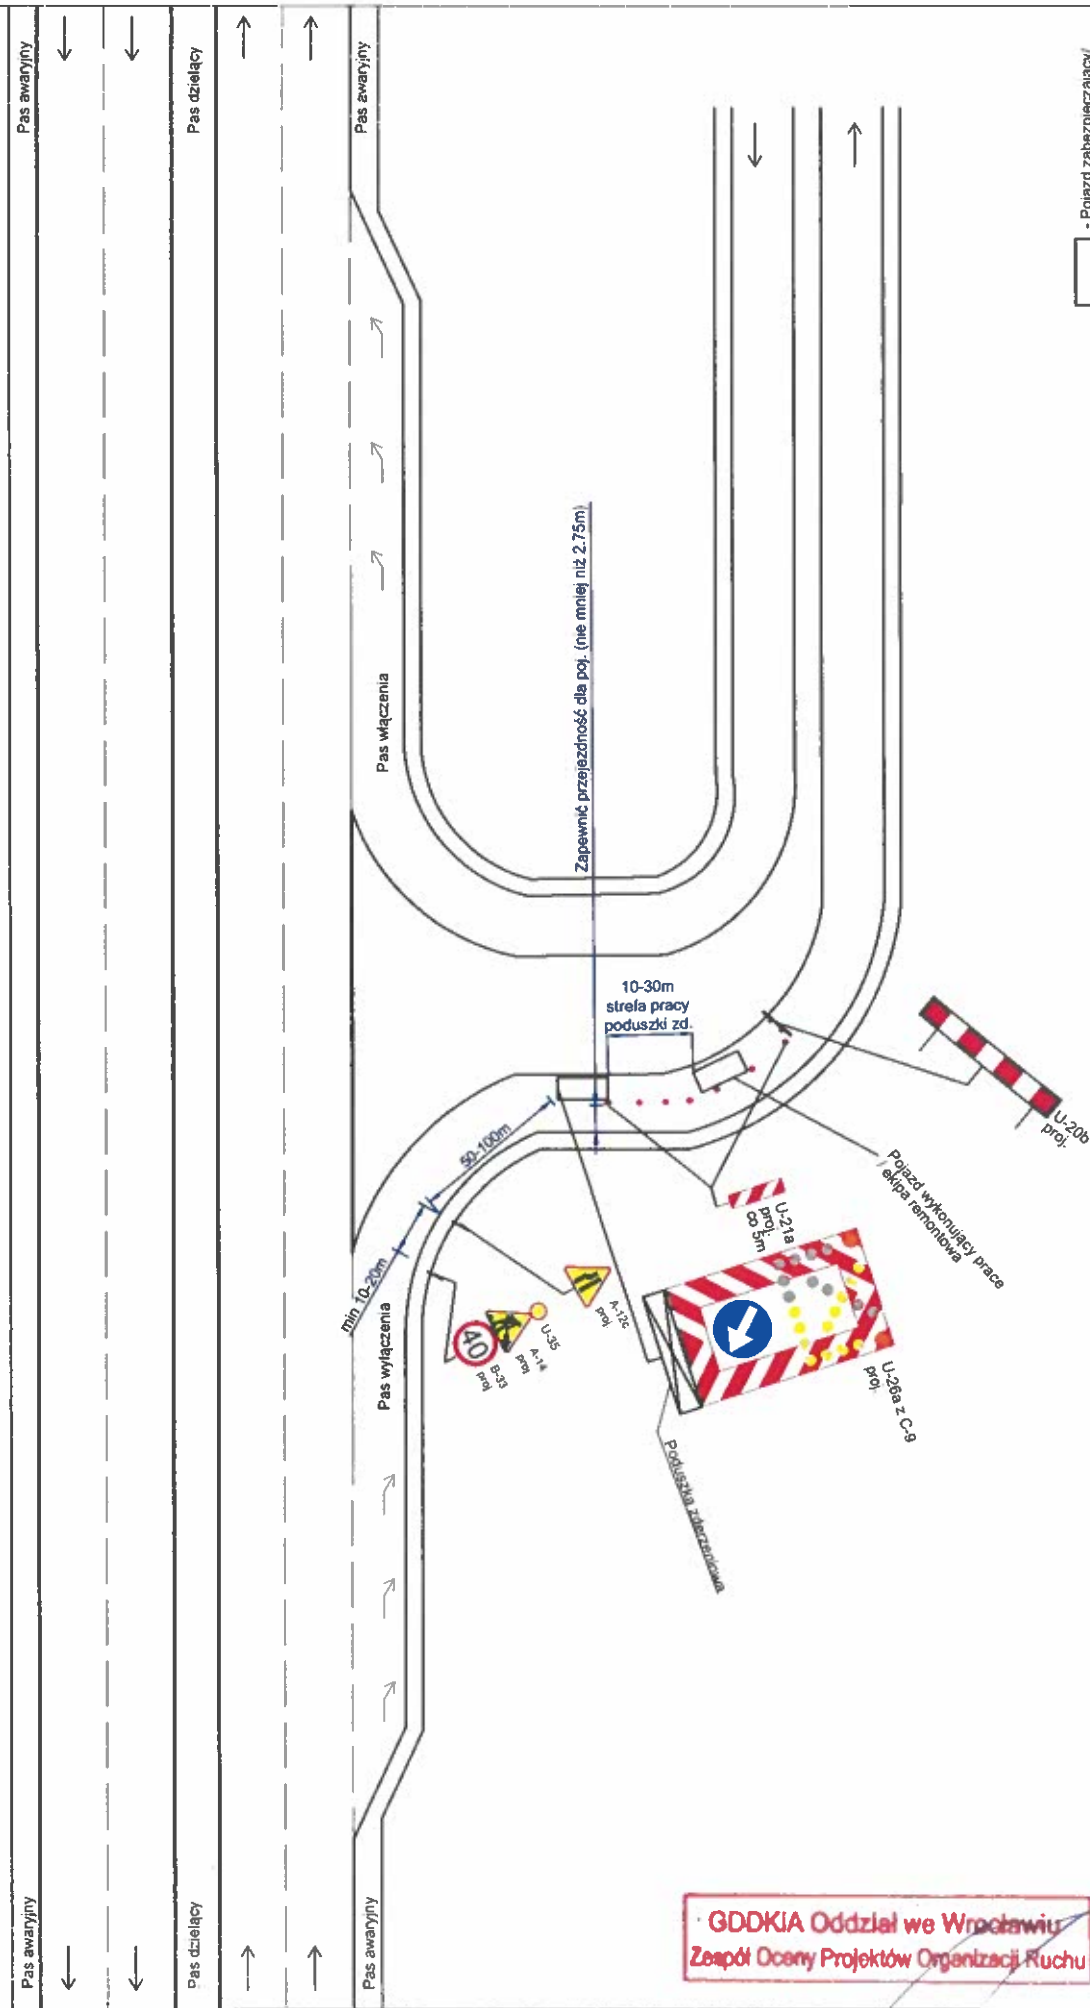 Pas awaryjny
Pas dzielący
Pas awaryjny
- Pojazd zabezpieczający/
Pas włączenia
Zapewnić przejezdność dla poj. (nie mniej niż 2.75m)
10-30m
strefa pracy
poduszki zd.
50-100m
min 10-20m
Pas wyłączenia
40
B-33
proj
A-14
proj
U-35
A-12c
proj.
U-21a
proj.
co 5m
U-20b
proj.
Pojazd wykonujący prace
/ ekipa remontowa
U-26a z C-9
proj.
Poduszka zderzeniowa
Pas awaryjny
Pas dzielący
Pas awaryjny
GDDKiA Oddział we Wrocławiu
Zespół Oceny Projektów Organizacji Ruchu